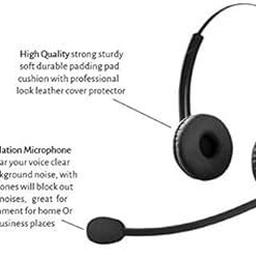 High Quality strong sturdy
soft durable padding pad
cushion with professional
look leather cover protector
lation Microphone
ar your voice clear
kground noise, with
ones will block out
noises, great for
nment for home Or
usiness places